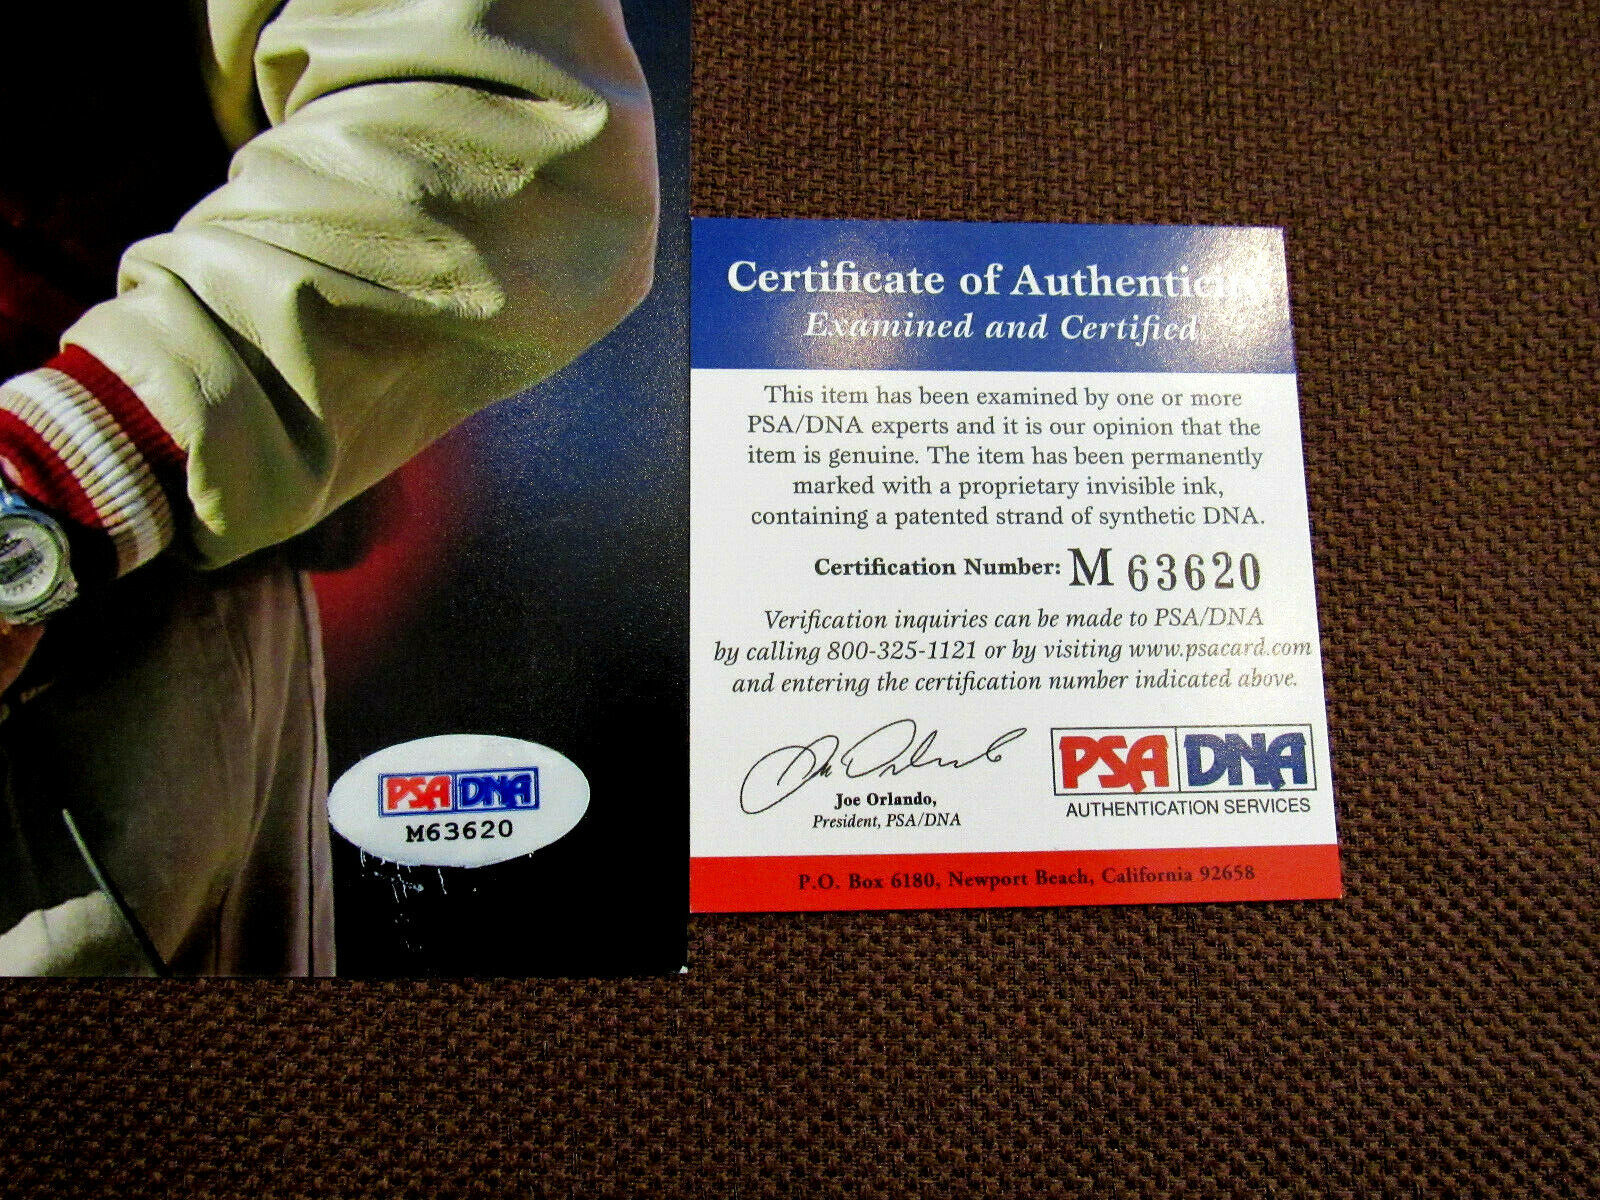 Certificate of Authenticity
Examined and Certified
This item has been examined by one or more
PSA/DNA experts and it is our opinion that the
item is genuine. The item has been permanently
marked with a proprietary invisible ink,
containing a patented strand of synthetic DNA.
Certification Number: M 63620
Verification inquiries can be made to PSA/DNA
by calling 800-325-1121 or by visiting www.psacard.com
and entering the certification number indicated above.
Joe Orlando,
President, PSA/DNA
PSA DNA
AUTHENTICATION SERVICES
P.O. Box 6180, Newport Beach, California 92658
PSA DNA
M63620